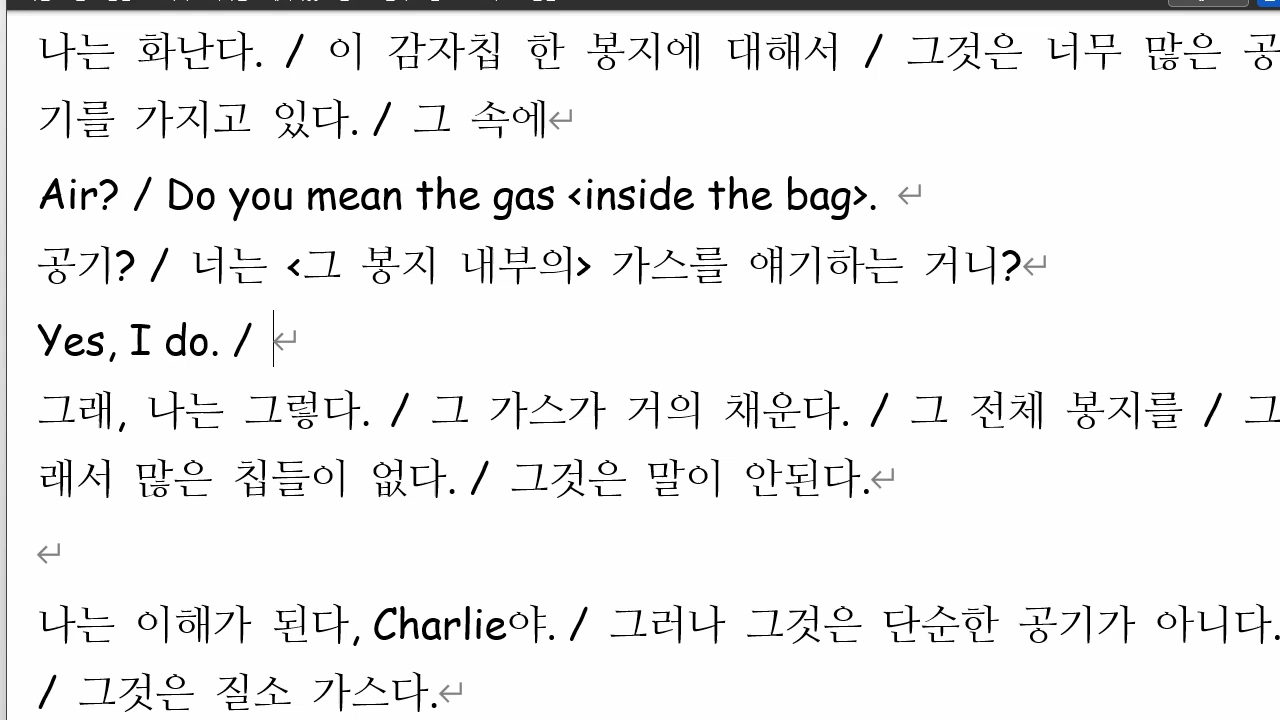 나는 화난다. / 이 감자칩 한 봉지에 대해서 / 그것은 너무 많은 공
기를 가지고 있다. / 그 속에↵
Air? / Do you mean the gas <inside the bag>. ↵
공기? / 너는 <그 봉지 내부의> 가스를 얘기하는 거니?↵
Yes, I do. / ↵
그래, 나는 그렇다. / 그 가스가 거의 채운다. / 그 전체 봉지를 / 그
래서 많은 칩들이 없다. / 그것은 말이 안된다.↵
↵
나는 이해가 된다, Charlie야. / 그러나 그것은 단순한 공기가 아니다.
/ 그것은 질소 가스다.↵